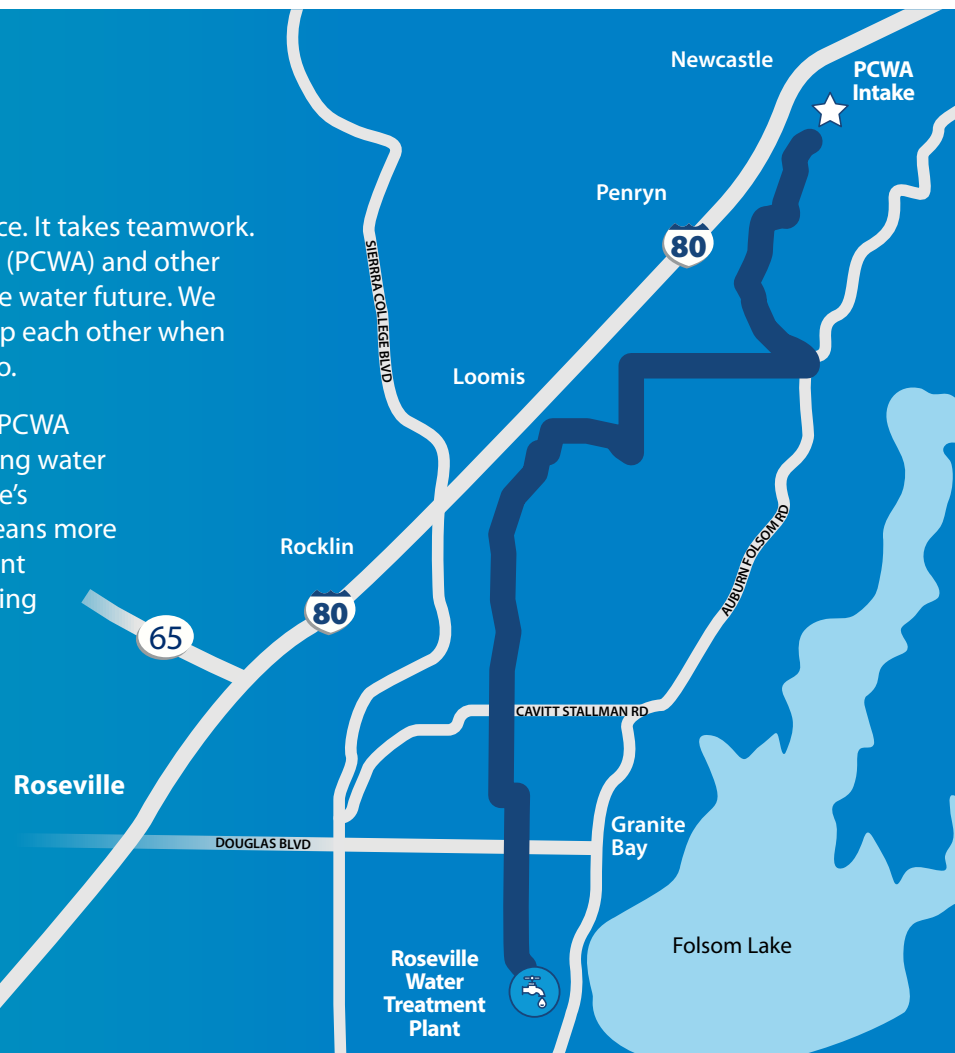 Newcastle
PCWA
Intake
Penryn
ce. It takes teamwork.
(PCWA) and other
e water future. We
p each other when
o.
80
SIERRRA COLLEGE BLVD
Loomis
PCWA
ng water
e's
eans more
nt
ing
AUBURN FOLSOM RD
Rocklin
80
65
CAVITT STALLMAN RD
Roseville
Granite
Bay
DOUGLAS BLVD
Folsom Lake
Roseville
Water
Treatment
Plant